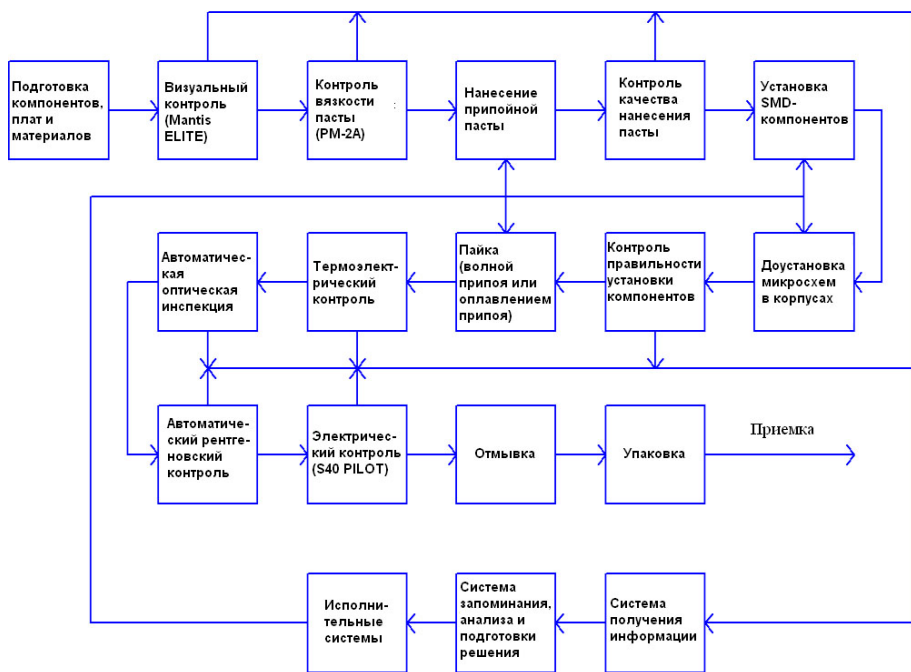 Подготовка
компонентов,
плат и
материалов
Визуальный
контроль
(Mantis
ELITE)
Контроль
вязкости
пасты
(PM-2A)
:
Нанесение
припойной
пасты
Контроль
качества
нанесения
пасты
Установка
SMD-
компонентов
Автоматичес-
кая
оптическая
инспекция
Термоэлект-
рический
контроль
Пайка
(волной
припоя или
оплавлением
припоя)
Контроль
правильности
установки
компонентов
Доустановка
микросхем
в корпусах
Автоматиче-
ский рентге-
новский
контроль
Электричес-
кий контроль
(S40 PILOT)
Отмывка
Упаковка
Приемка
Исполни-
тельные
системы
Система
запоминания,
анализа и
подготовки
решения
Система
получения
информации